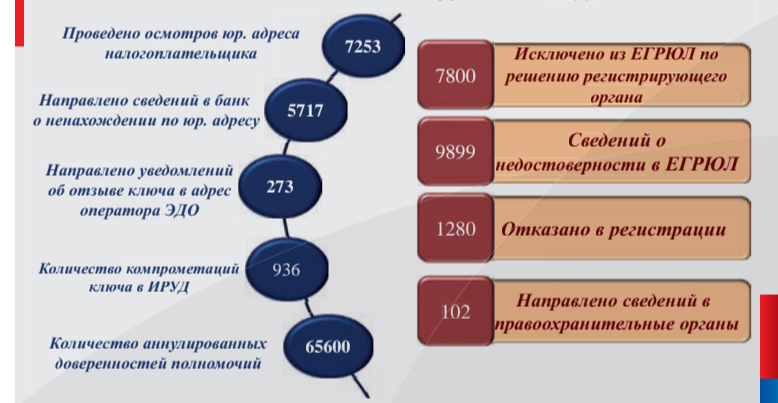 Проведено осмотров юр. адреса
налогоплательщика
7253
Направлено сведений в банк
о ненахождении по юр. адресу
5717
Направлено уведомлений
об отзыве ключа в адрес
оператора ЭДО
273
Количество компрометаций
ключа в ИРУД
936
Количество аннулированных
доверенностей полномочий
65600
7800
Исключено из ЕГРЮЛ по
решению регистрирующего
органа
9899
Сведений о
недостоверности в ЕГРЮЛ
1280
Отказано в регистрации
102
Направлено сведений в
правоохранительные органы